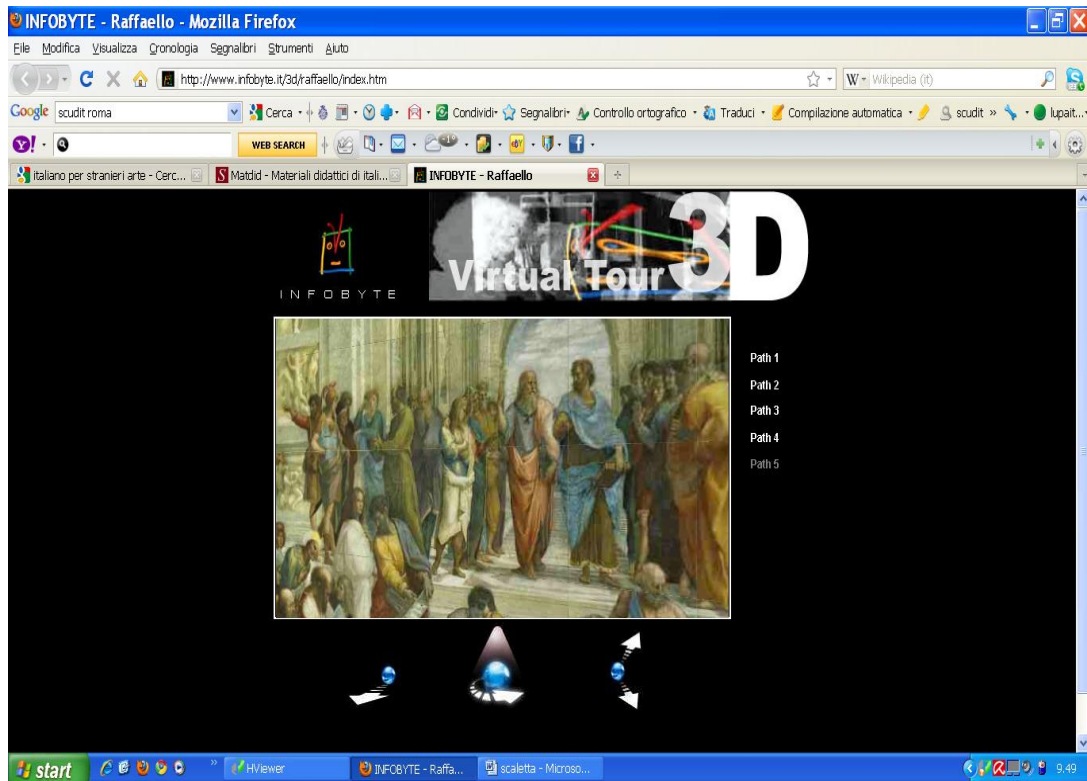 INFOBYTE - Raffaello - Mozilla Firefox
File Modifica Visualizza Cronologia Segnalibri Strumenti Aiuto
http://www.infobyte.it/3d/raffaello/index.htm W Wikipedia (it)
Google scudit roma Cerca Condividi Segnalibri Controllo ortografico Traduci Compilazione automatica scudit » lupait...
Y! WEB SEARCH
italiano per stranieri arte - Cerc... S Matdid - Materiali didattici di itali... INFOBYTE - Raffaello
Virtual Tour 3D
INFOBYTE
Path 1
Path 2
Path 3
Path 4
Path 5
start » HViewer INFOBYTE - Raffa... scaletta - Microso... 9.49